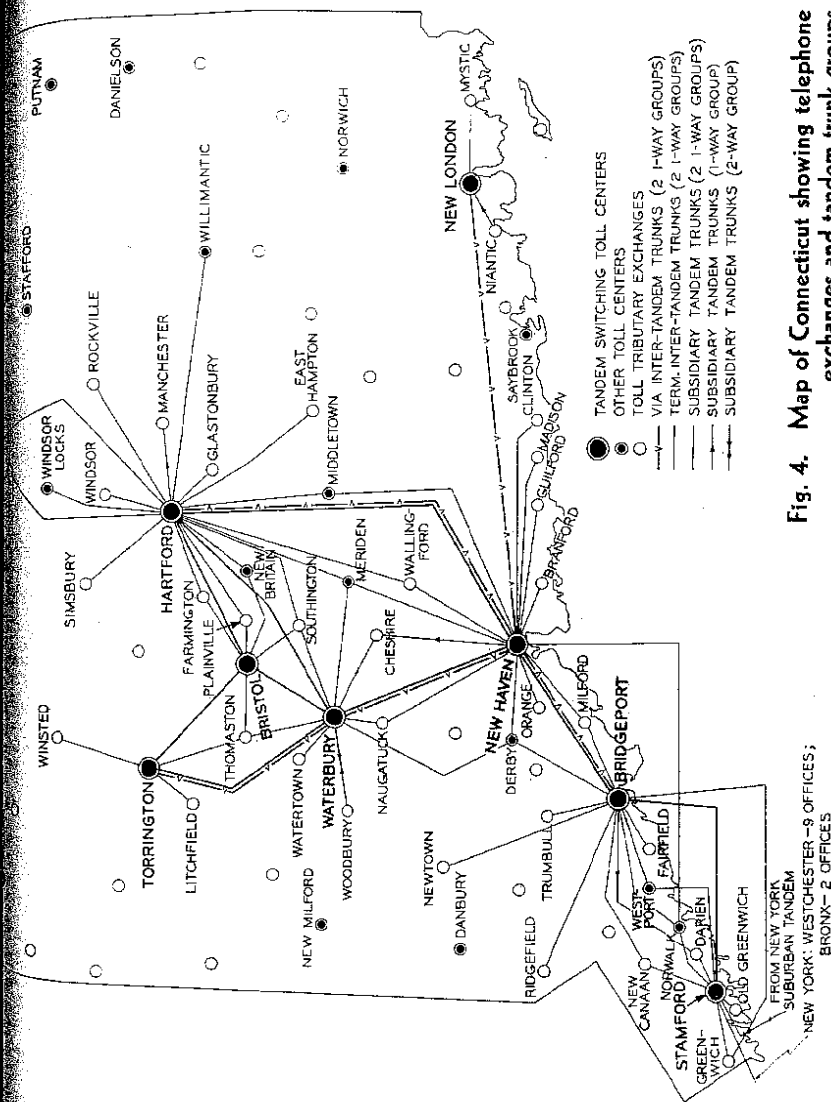 PUTNAM
DANIELSON
STAFFORD
NORWICH
WILLIMANTIC
ROCKVILLE
MANCHESTER
GLASTONBURY
EAST
HAMPTON
MIDDLETOWN
WINDSOR
LOCKS
WINDSOR
SIMSBURY
HARTFORD
FARMINGTON
PLAINVILLE
NEW
BRITAIN
SOUTHINGTON
MERIDEN
WALLING-
FORD
CHESHIRE
BRISTOL
WINSTED
TORRINGTON
LITCHFIELD
THOMASTON
WATERTOWN
WATERBURY
WOODBURY
NAUGATUCK
NEW MILFORD
NEWTOWN
DANBURY
RIDGEFIELD
TRUMBULL
DERBY
ORANGE
MILFORD
NEW HAVEN
BRANFORD
GUILFORD
MADISON
CLINTON
SAYBROOK
NIANTIC
NEW LONDON
MYSTIC
BRIDGEPORT
FAIRFIELD
WEST-
PORT
NORWALK
DARIEN
NEW
CANAAN
STAMFORD
OLD GREENWICH
GREEN-
WICH
FROM NEW YORK
SUBURBAN TANDEM
NEW YORK: WESTCHESTER-9 OFFICES;
BRONX-2 OFFICES
TANDEM SWITCHING TOLL CENTERS
OTHER TOLL CENTERS
TOLL TRIBUTARY EXCHANGES
VIA INTER-TANDEM TRUNKS (2 1-WAY GROUPS)
TERM. INTER-TANDEM TRUNKS (2 1-WAY GROUPS)
SUBSIDIARY TANDEM TRUNKS (2 1-WAY GROUPS)
SUBSIDIARY TANDEM TRUNKS (1-WAY GROUP)
SUBSIDIARY TANDEM TRUNKS (2-WAY GROUP)
Fig. 4. Map of Connecticut showing telephone
exchanges and tandem trunk groups